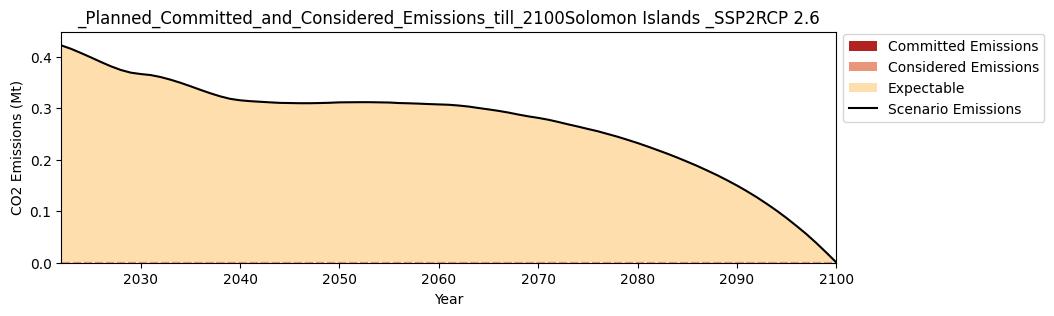 _Planned_Committed_and_Considered_Emissions_till_2100Solomon Islands _SSP2RCP 2.6
Committed Emissions
Considered Emissions
Expectable
Scenario Emissions
CO2 Emissions (Mt)
0.4
0.3
0.2
0.1
0.0
2030 2040 2050 2060 2070 2080 2090 2100
Year